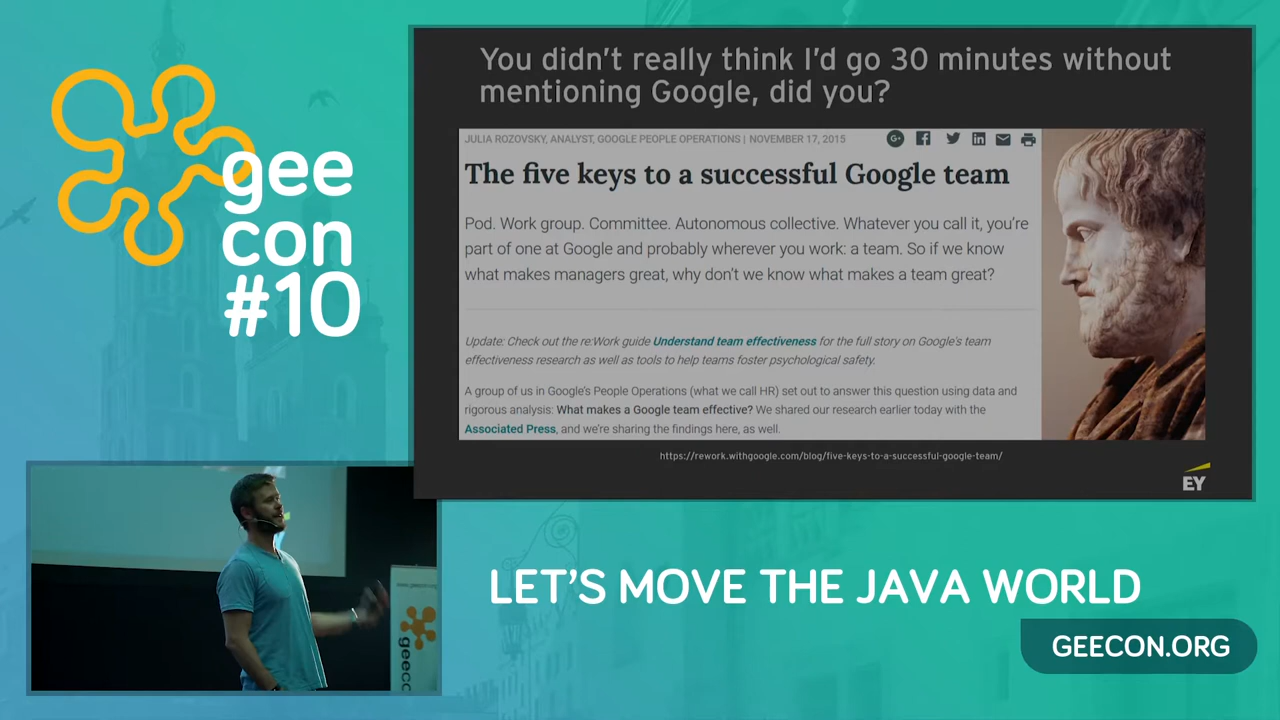 gee
con
#10
You didn't really think I'd go 30 minutes without
mentioning Google, did you?
JULIA ROZOVSKY, ANALYST, GOOGLE PEOPLE OPERATIONS | NOVEMBER 17, 2015
The five keys to a successful Google team
Pod. Work group. Committee. Autonomous collective. Whatever you call it, you're
part of one at Google and probably wherever you work: a team. So if we know
what makes managers great, why don't we know what makes a team great?
Update: Check out the re:Work guide Understand team effectiveness for the full story on Google's team
effectiveness research as well as tools to help teams foster psychological safety.
A group of us in Google's People Operations (what we call HR) set out to answer this question using data and
rigorous analysis: What makes a Google team effective? We shared our research earlier today with the
Associated Press, and we're sharing the findings here, as well.
https://rework.withgoogle.com/blog/five-keys-to-a-successful-google-team/
EY
geecon
LET'S MOVE THE JAVA WORLD
GEECON.ORG